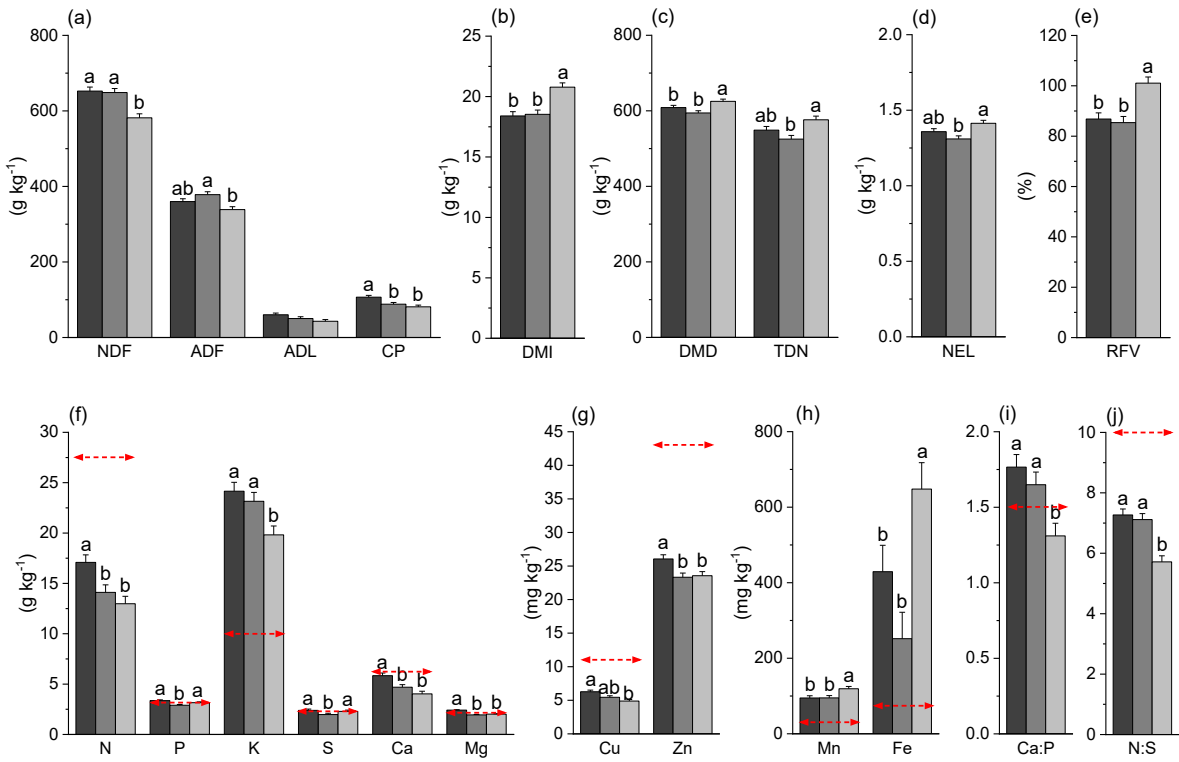 (a)
(g kg-1)
800
600
400
200
0
a a b
ab a b
a b b
NDF ADF ADL CP
(b)
(g kg-1)
25
20
15
10
5
0
b b a
DMI
(c)
(g kg-1)
800
600
400
200
0
b b a
ab b a
DMD TDN
(d)
(g kg-1)
2.0
1.5
1.0
0.5
0.0
ab b a
NEL
(e)
(%)
120
100
80
60
40
20
0
b b a
RFV
(f)
(g kg-1)
30
25
20
15
10
5
0
a b b
a b a
a a b
a b a
a b b
a b b
N P K S Ca Mg
(g)
(mg kg-1)
45
40
35
30
25
20
15
10
5
0
a ab b
a b b
Cu Zn
(h)
(mg kg-1)
800
600
400
200
0
b b a
b b a
Mn Fe
(i)
2.0
1.5
1.0
0.5
0.0
a a b
Ca:P
(j)
10
8
6
4
2
0
a a b
N:S